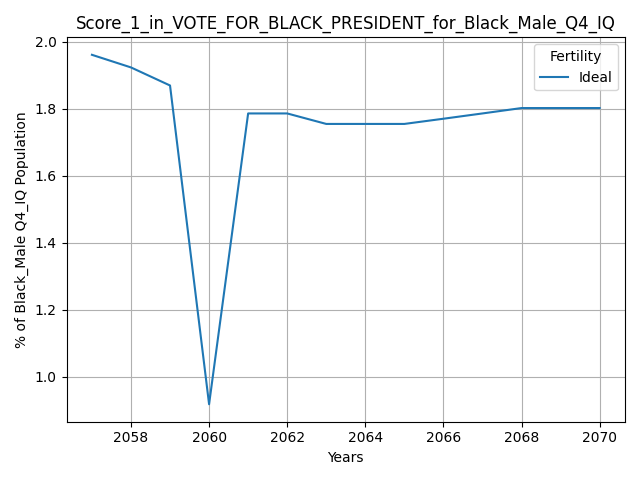 Score_1_in_VOTE_FOR_BLACK_PRESIDENT_for_Black_Male_Q4_IQ
2.0
Fertility
Ideal
1.8
1.6
1.4
1.2
1.0
% of Black_Male Q4_IQ Population
2058 2060 2062 2064 2066 2068 2070
Years